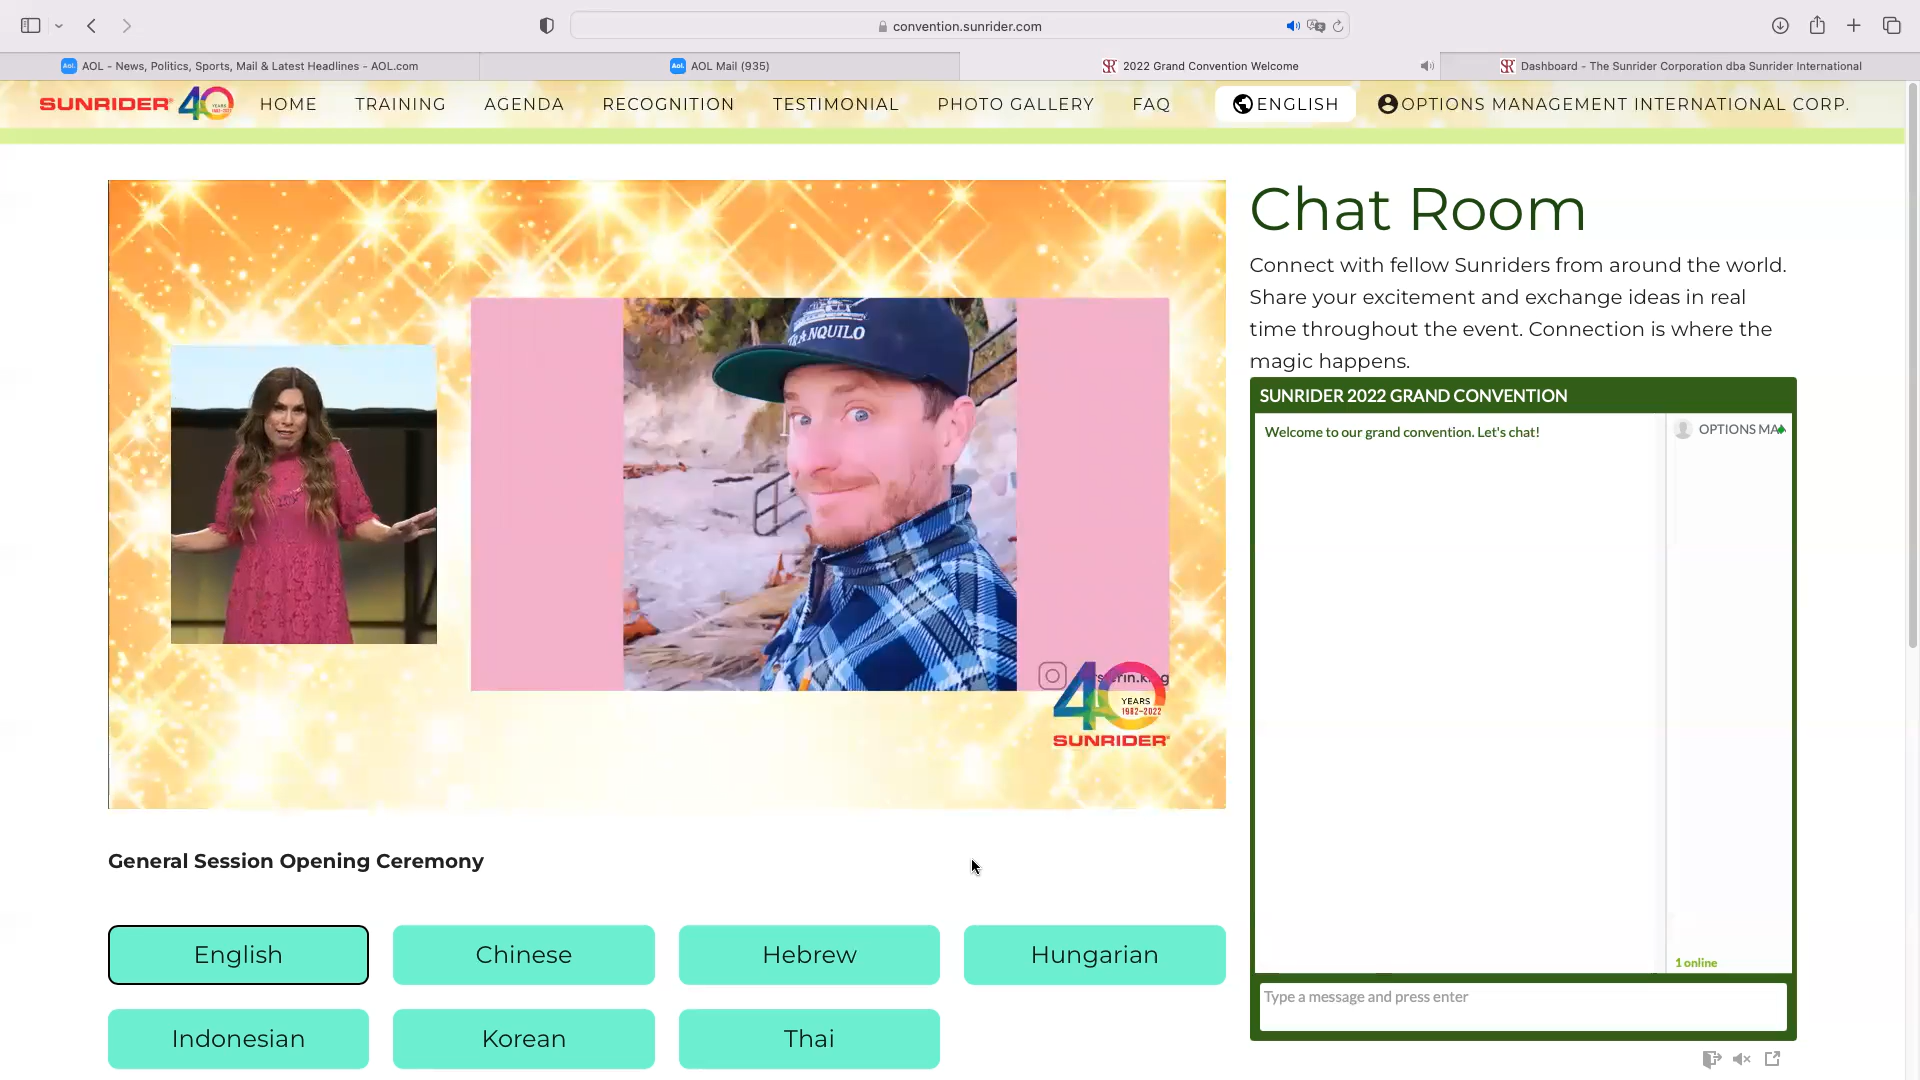 convention.sunrider.com
AOL - News, Politics, Sports, Mail & Latest Headlines - AOL.com
AOL Mail (935)
2022 Grand Convention Welcome
Dashboard - The Sunrider Corporation dba Sunrider International
SUNRIDER 40 YEARS
HOME
TRAINING
AGENDA
RECOGNITION
TESTIMONIAL
PHOTO GALLERY
FAQ
ENGLISH
OPTIONS MANAGEMENT INTERNATIONAL CORP.
Chat Room
Connect with fellow Sunriders from around the world.
Share your excitement and exchange ideas in real
time throughout the event. Connection is where the
magic happens.
SUNRIDER 2022 GRAND CONVENTION
Welcome to our grand convention. Let's chat!
OPTIONS MA
1 online
Type a message and press enter
40
YEARS
1982-2022
SUNRIDER
General Session Opening Ceremony
English
Chinese
Hebrew
Hungarian
Indonesian
Korean
Thai